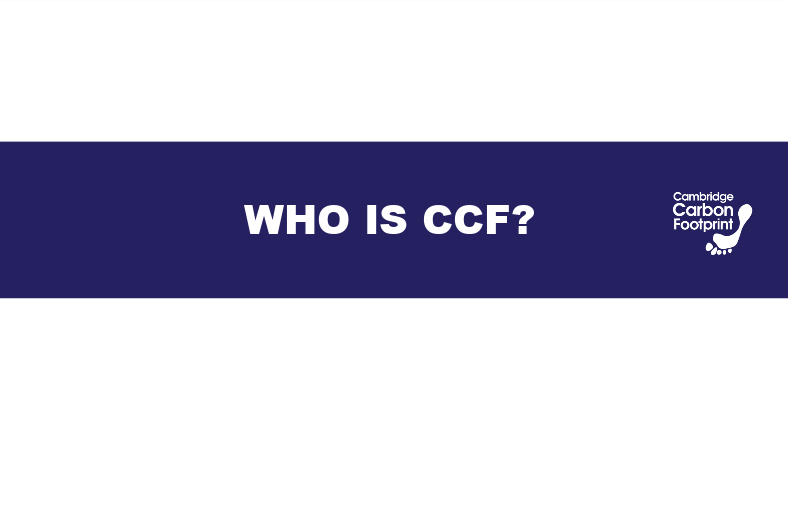 WHO IS CCF?
Cambridge
Carbon
Footprint